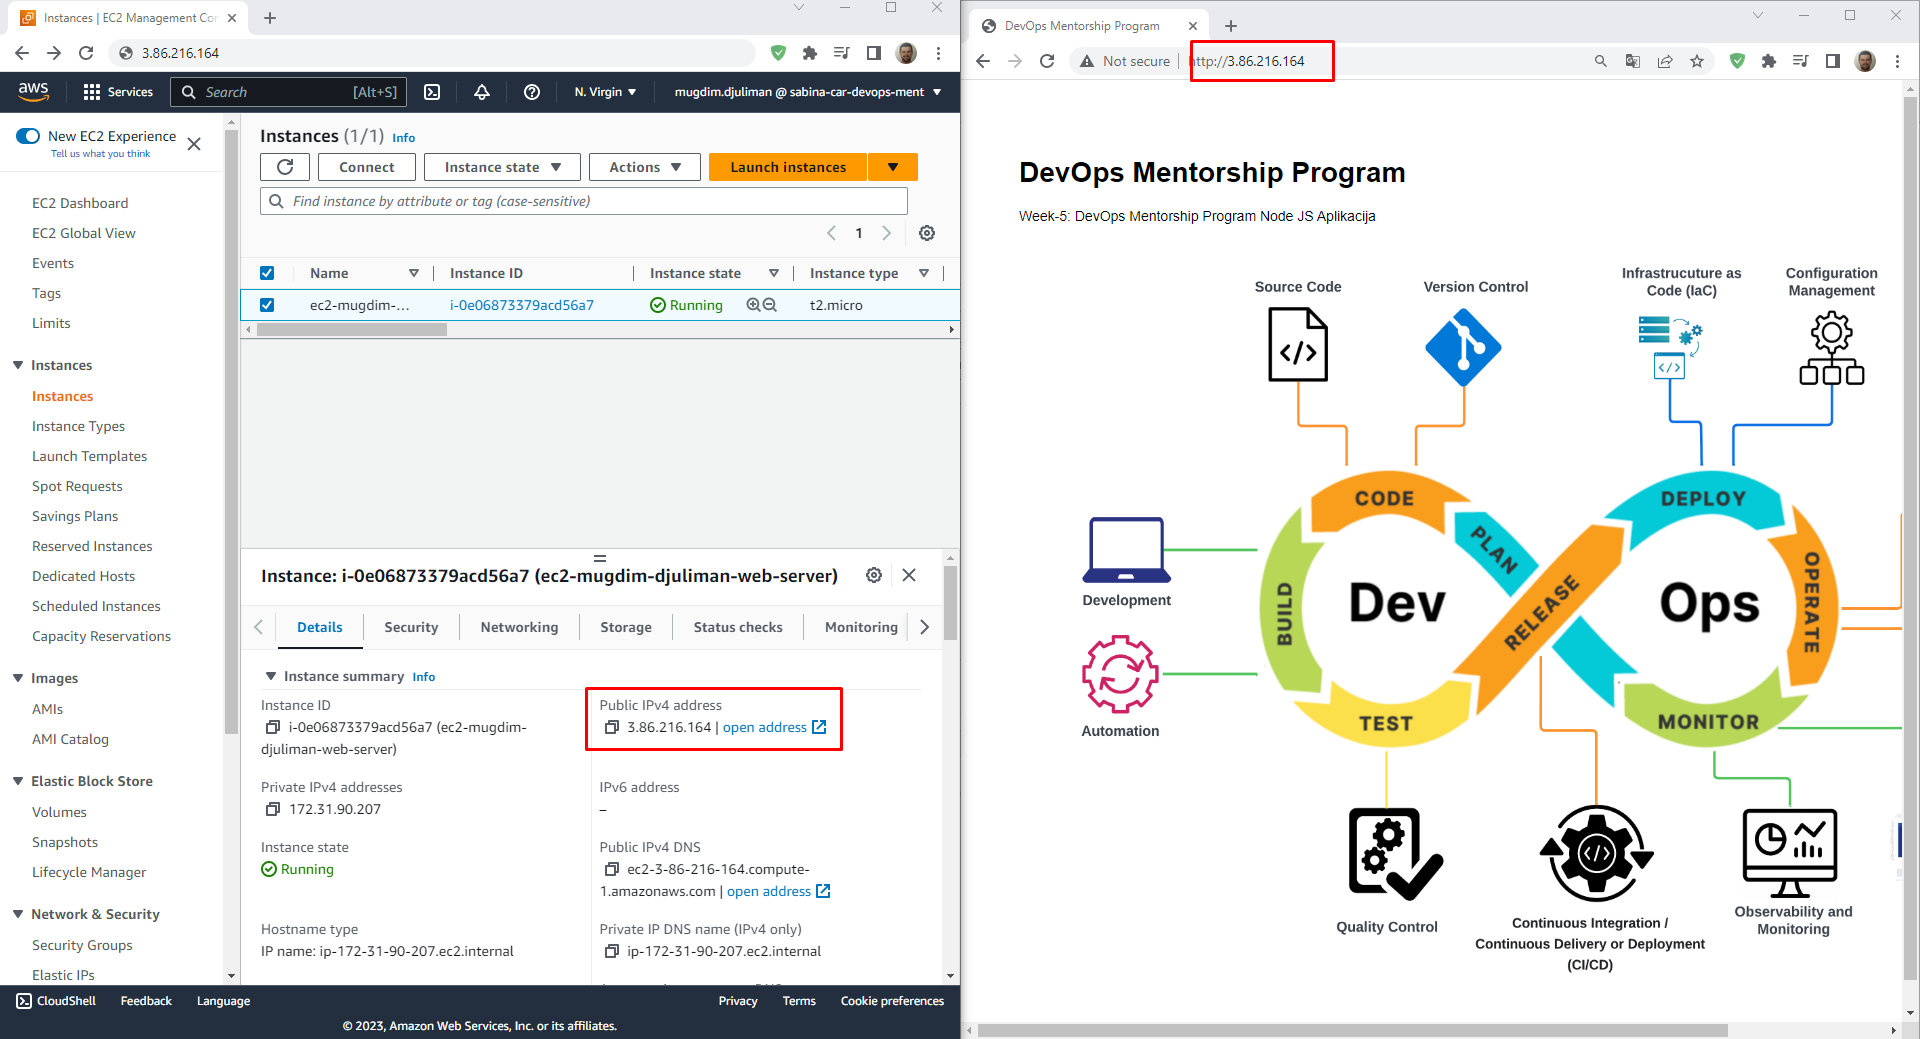 Instances | EC2 Management Con
3.86.216.164
aws
Services
Search
[Alt+S]
N. Virgin
mugdim.djuliman @ sabina-car-devops-ment
New EC2 Experience
Tell us what you think
EC2 Dashboard
EC2 Global View
Events
Tags
Limits
Instances
Instances
Instance Types
Launch Templates
Spot Requests
Savings Plans
Reserved Instances
Dedicated Hosts
Scheduled Instances
Capacity Reservations
Images
AMIs
AMI Catalog
Elastic Block Store
Volumes
Snapshots
Lifecycle Manager
Network & Security
Security Groups
Elastic IPs
Instances (1/1) Info
Connect
Instance state
Actions
Launch instances
Find instance by attribute or tag (case-sensitive)
1
Name
Instance ID
Instance state
Instance type
ec2-mugdim-...
i-0e06873379acd56a7
Running
t2.micro
Instance: i-0e06873379acd56a7 (ec2-mugdim-djuliman-web-server)
Details
Security
Networking
Storage
Status checks
Monitoring
Instance summary Info
Instance ID
i-0e06873379acd56a7 (ec2-mugdim-
djuliman-web-server)
Public IPv4 address
3.86.216.164 | open address
Private IPv4 addresses
172.31.90.207
IPv6 address
–
Instance state
Running
Public IPv4 DNS
ec2-3-86-216-164.compute-
1.amazonaws.com | open address
Hostname type
IP name: ip-172-31-90-207.ec2.internal
Private IP DNS name (IPv4 only)
ip-172-31-90-207.ec2.internal
CloudShell
Feedback
Language
Privacy
Terms
Cookie preferences
© 2023, Amazon Web Services, Inc. or its affiliates.
DevOps Mentorship Program
Not secure
http://3.86.216.164
DevOps Mentorship Program
Week-5: DevOps Mentorship Program Node JS Aplikacija
Source Code
Version Control
Infrastrucuture as
Code (IaC)
Configuration
Management
CODE
PLAN
DEPLOY
OPERATE
BUILD
Dev
RELEASE
Ops
TEST
MONITOR
Development
Automation
Quality Control
Continuous Integration /
Continuous Delivery or Deployment
(CI/CD)
Observability and
Monitoring